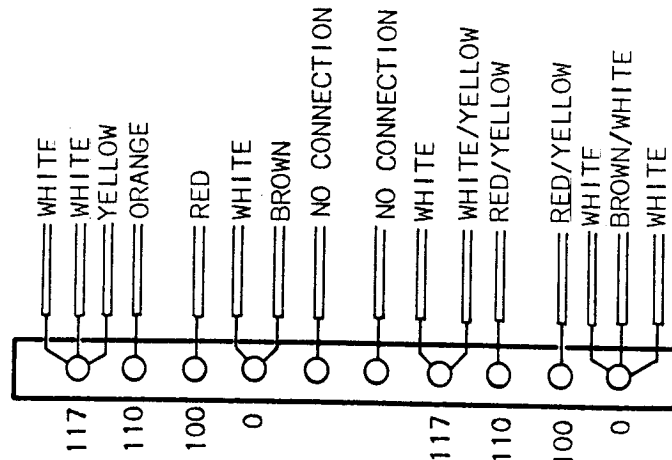 WHITE
WHITE
YELLOW
ORANGE
RED
WHITE
BROWN
NO CONNECTION
NO CONNECTION
WHITE
WHITE/YELLOW
RED/YELLOW
RED/YELLOW
WHITE
BROWN/WHITE
WHITE
117
110
100
0
117
110
100
0